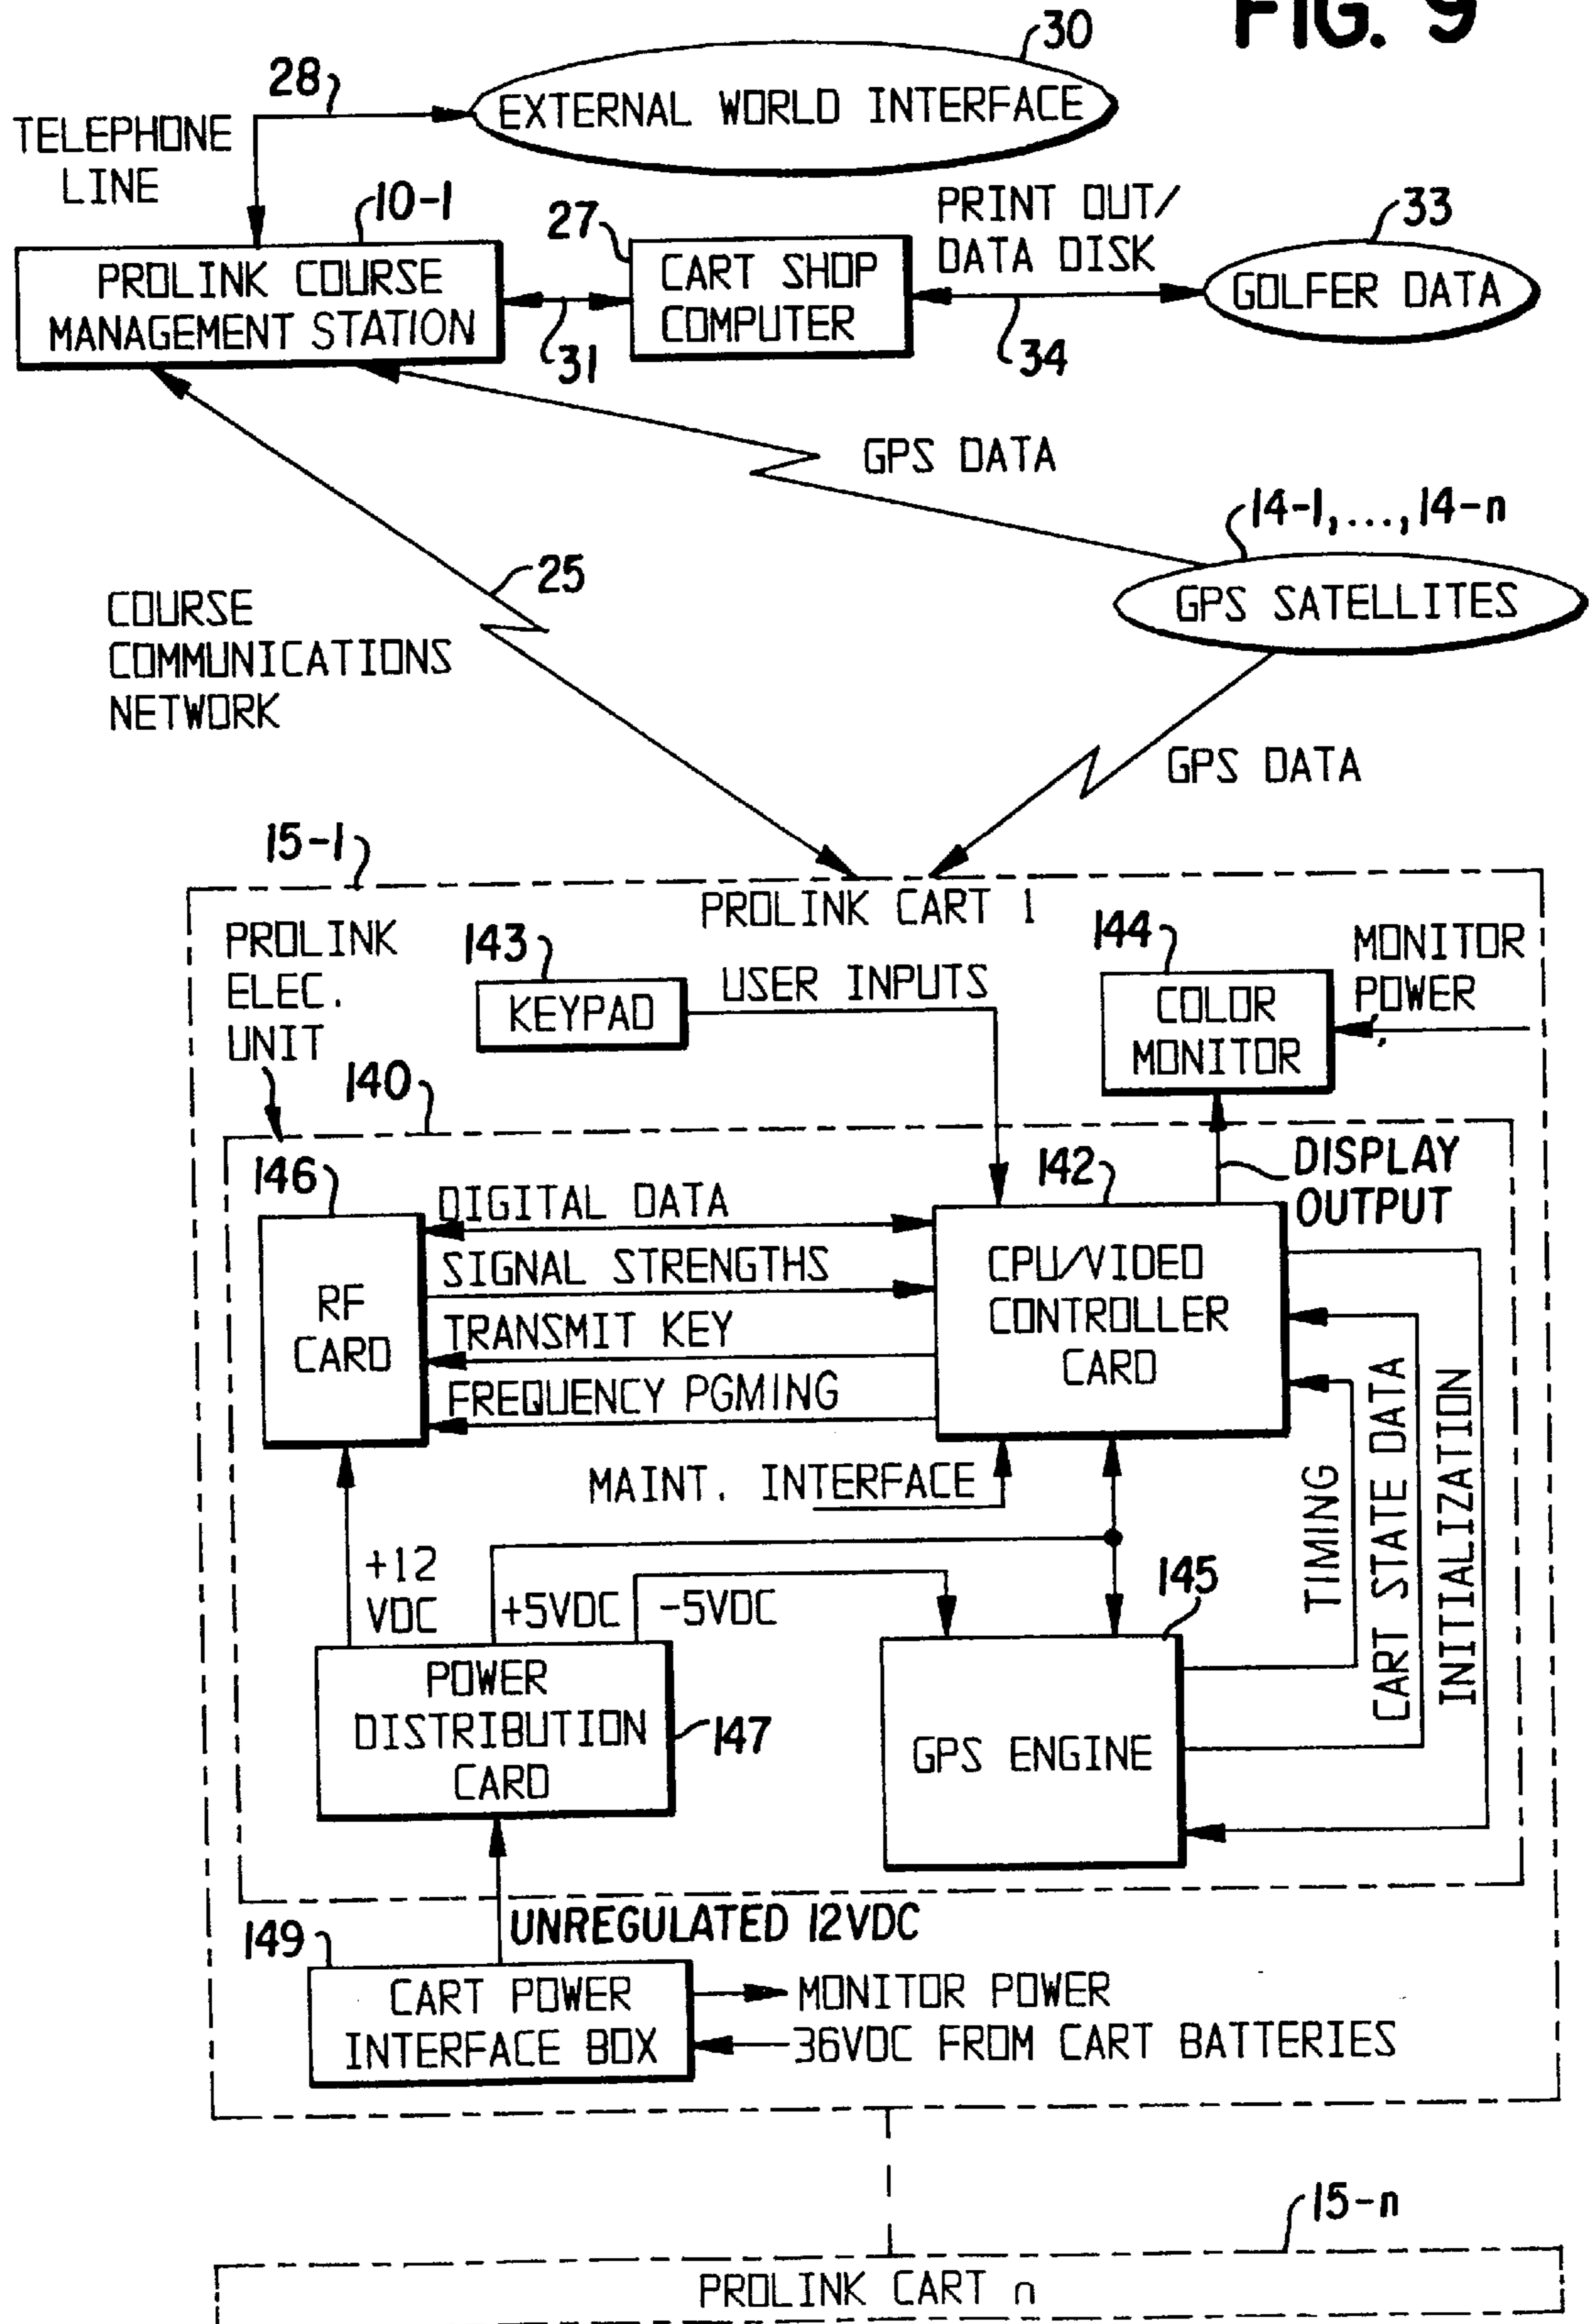 FIG. 9
30
28
EXTERNAL WORLD INTERFACE
TELEPHONE
LINE
10-1
27
PRINT OUT/
DATA DISK
33
PROLINK COURSE
MANAGEMENT STATION
CART SHOP
COMPUTER
GOLFER DATA
31
34
GPS DATA
14-1,...,14-n
25
GPS SATELLITES
COURSE
COMMUNICATIONS
NETWORK
GPS DATA
15-1
PROLINK CART 1
PROLINK
ELEC.
UNIT
143
KEYPAD
USER INPUTS
144
COLOR
MONITOR
MONITOR
POWER
140
146
DIGITAL DATA
142
DISPLAY
OUTPUT
RF
CARD
SIGNAL STRENGTHS
TRANSMIT KEY
FREQUENCY PGMING
CPU/VIDEO
CONTROLLER
CARD
MAINT. INTERFACE
TIMING
CART STATE DATA
INITIALIZATION
+12
VDC
+5VDC
-5VDC
145
POWER
DISTRIBUTION
CARD
147
GPS ENGINE
UNREGULATED 12VDC
149
CART POWER
INTERFACE BOX
MONITOR POWER
36VDC FROM CART BATTERIES
15-n
PROLINK CART n